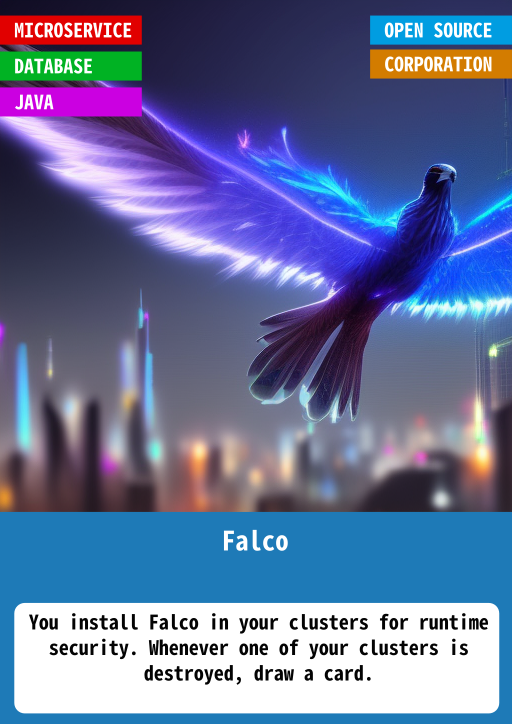 MICROSERVICE
DATABASE
JAVA
OPEN SOURCE
CORPORATION
Falco
You install Falco in your clusters for runtime
security. Whenever one of your clusters is
destroyed, draw a card.